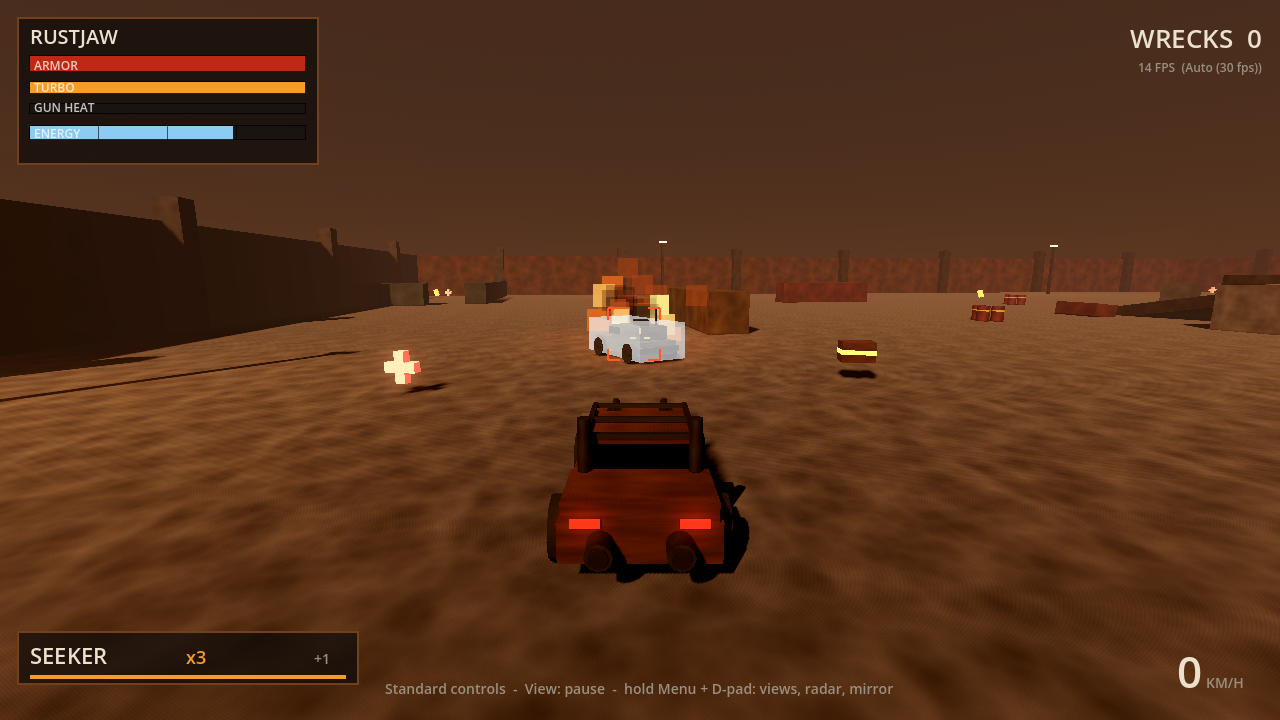 RUSTJAW
ARMOR
TURBO
GUN HEAT
ENERGY
WRECKS 0
14 FPS (Auto (30 fps))
SEEKER x3 +1
Standard controls - View: pause - hold Menu + D-pad: views, radar, mirror
0 KM/H